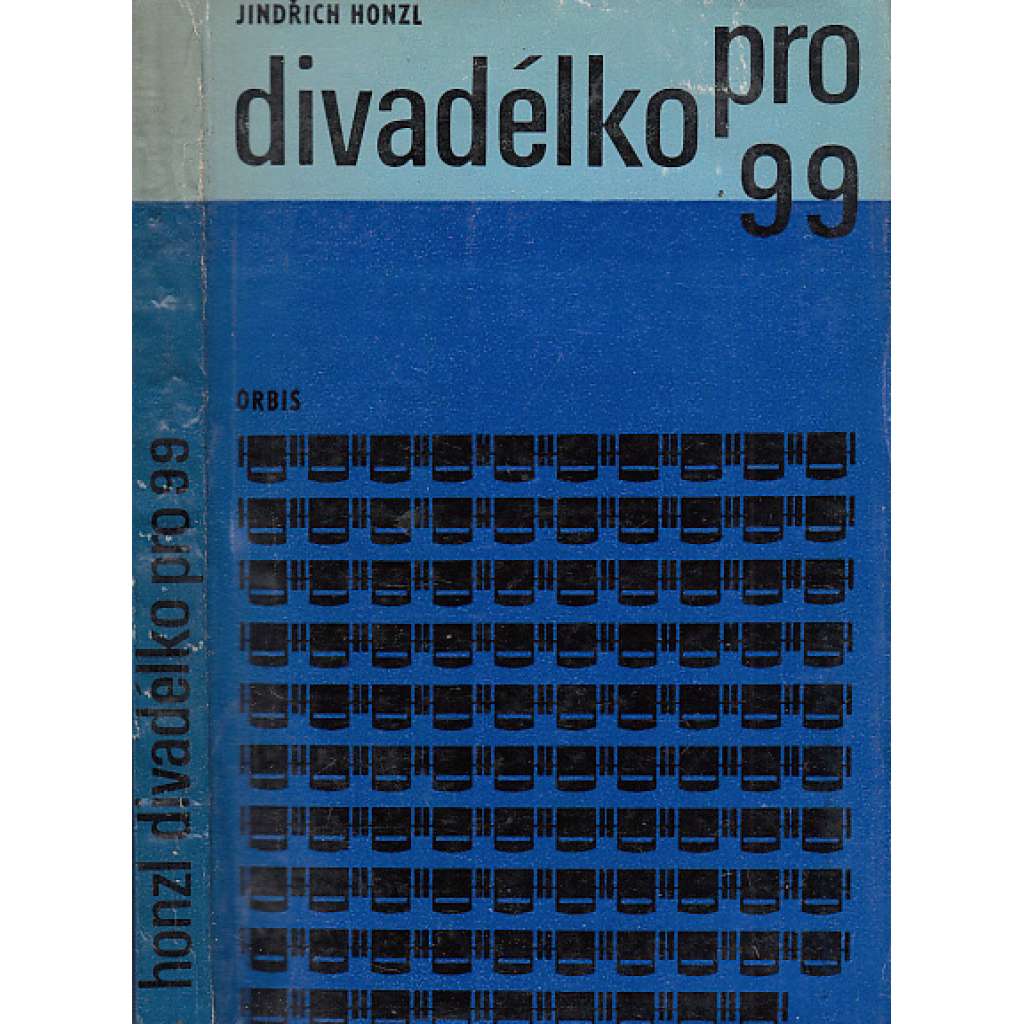 JINDŘICH HONZL
divadélko pro
99
ORBIS
honzl divadélko pro 99